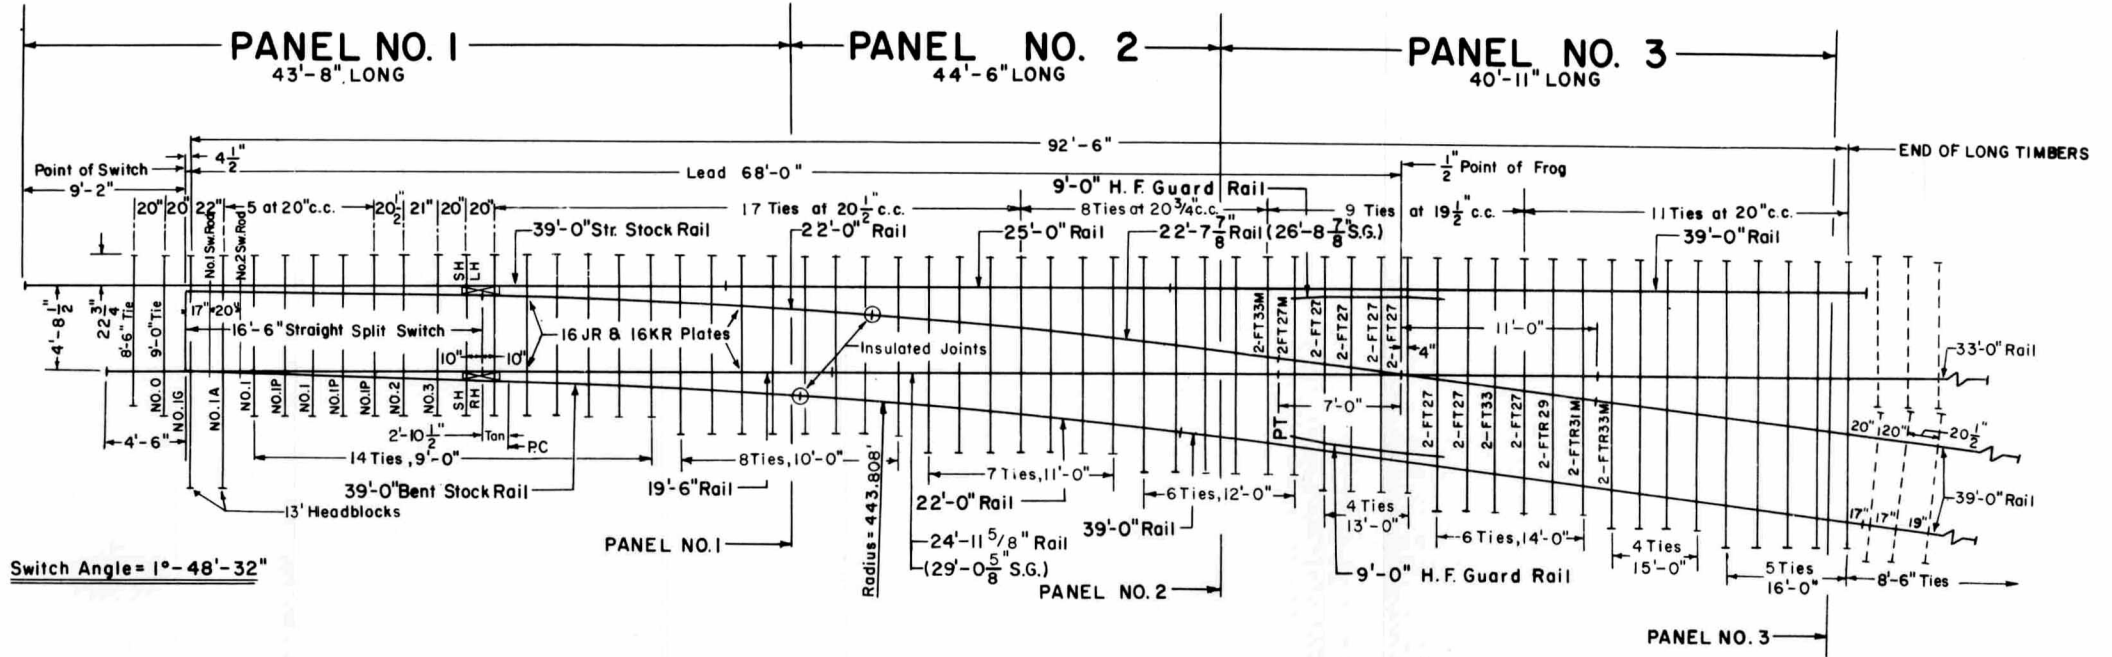 PANEL NO. 1
43'-8" LONG
PANEL NO. 2
44'-6" LONG
PANEL NO. 3
40'-11" LONG
92'-6"
END OF LONG TIMBERS
Point of Switch
4 1/2"
Lead 68'-0"
1/2" Point of Frog
9'-2"
9'-0" H. F. Guard Rail
20" 20" 22" 5 at 20" c.c. 20 1/2" 21" 20" 20"
17 Ties at 20 1/2" c.c.
8 Ties at 20 3/4" c.c.
9 Ties at 19 1/2" c.c.
11 Ties at 20" c.c.
No.1 Sw. Rod
No.2 Sw. Rod
39'-0" Str. Stock Rail
22'-0" Rail
25'-0" Rail
22'-7 7/8" Rail (26'-8 7/8" S.G.)
39'-0" Rail
SH
LH
4'-8 1/2"
22 3/4"
8'-6" Tie
9'-0" Tie
17"
16'-6" Straight Split Switch
16 JR & 16 KR Plates
Insulated Joints
10" 10"
2-FT33M
2FT27M
2-FT27
2-FT27
2-FT27
2-FT27
11'-0"
4"
33'-0" Rail
NO.0
NO.1G
NO.1A
NO.1
NO.1P
NO.1
NO.1P
NO.1P
NO.2
NO.3
SH
RH
7'-0"
PT
2-FT27
2-FT27
2-FT33
2-FT27
2-FTR29
2-FTR31M
2-FTR33M
20" 20" 20 1/2"
4'-6"
2'-10 1/2" Tan
P.C
14 Ties, 9'-0"
8 Ties, 10'-0"
7 Ties, 11'-0"
6 Ties, 12'-0"
4 Ties
13'-0"
6 Ties, 14'-0"
4 Ties
15'-0"
5 Ties
16'-0"
8'-6" Ties
17" 17" 19"
39'-0" Rail
39'-0" Bent Stock Rail
19'-6" Rail
22'-0" Rail
39'-0" Rail
13' Headblocks
PANEL NO. 1
Radius = 443.808'
24'-11 5/8" Rail
(29'-0 5/8" S.G.)
9'-0" H. F. Guard Rail
Switch Angle = 1°-48'-32"
PANEL NO. 2
PANEL NO. 3